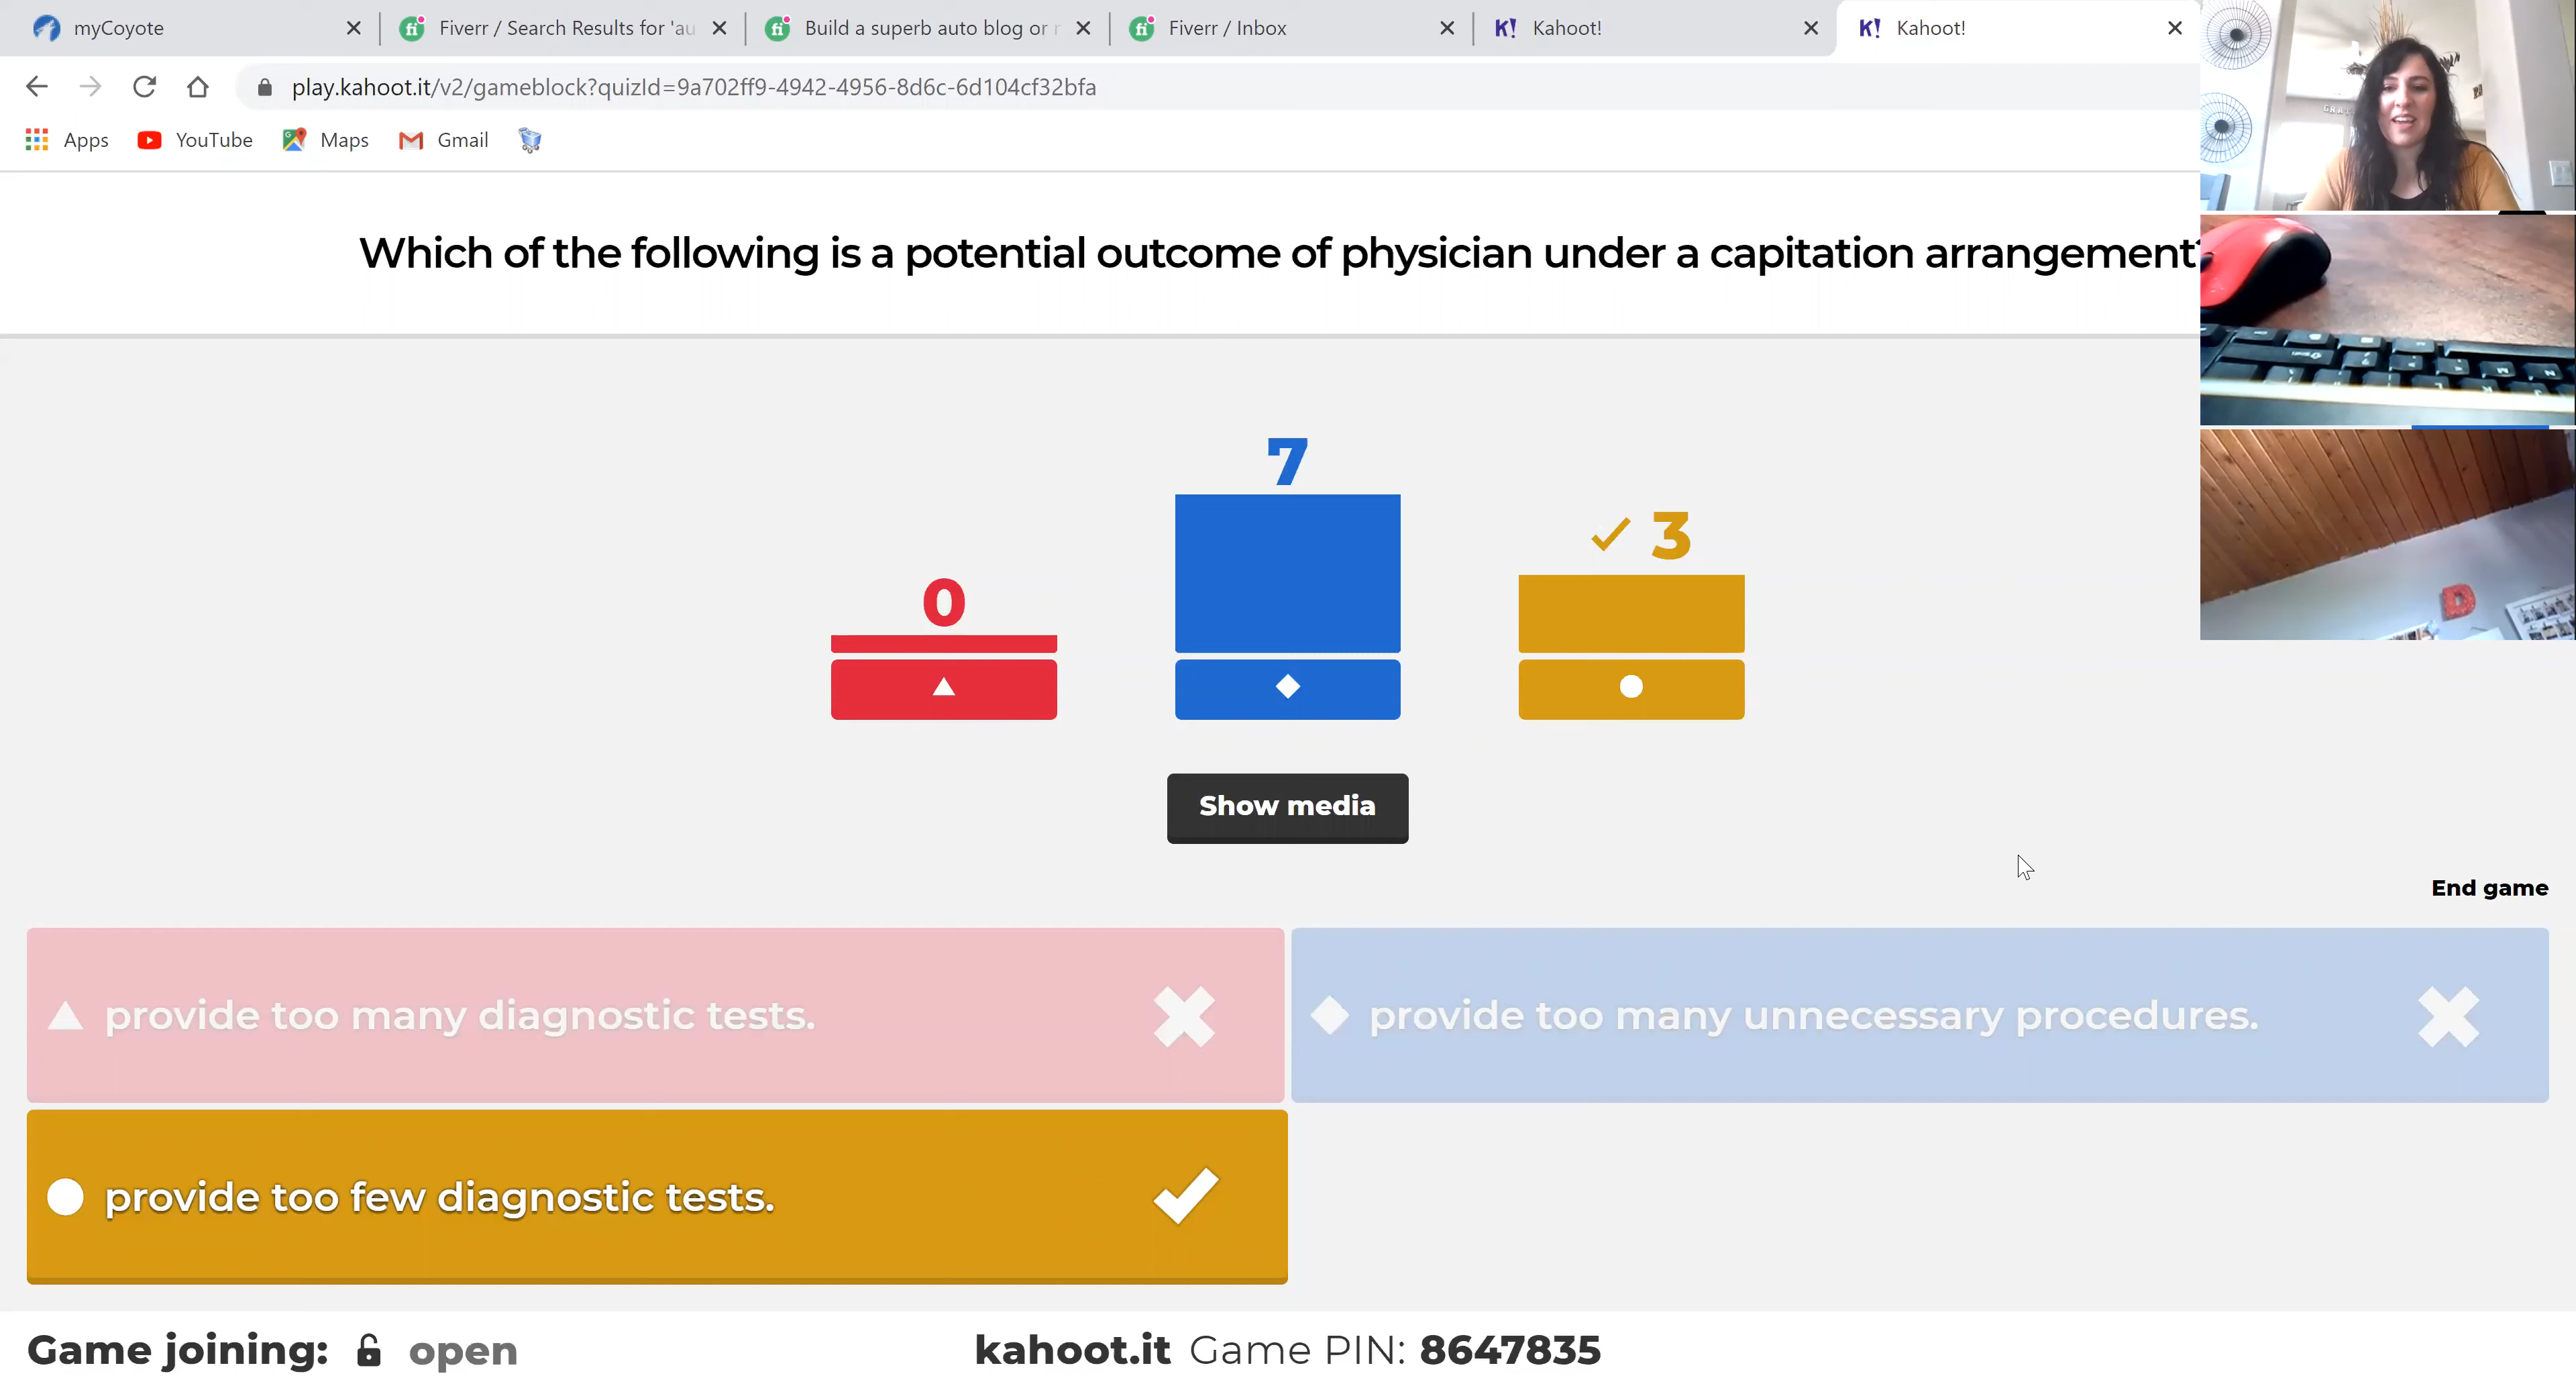 myCoyote
Fiverr / Search Results for 'au
Build a superb auto blog or
Fiverr / Inbox
Kahoot!
Kahoot!
play.kahoot.it/v2/gameblock?quizId=9a702ff9-4942-4956-8d6c-6d104cf32bfa
Apps
YouTube
Maps
Gmail
Which of the following is a potential outcome of physician under a capitation arrangement
0
7
3
Show media
End game
provide too many diagnostic tests.
provide too many unnecessary procedures.
provide too few diagnostic tests.
Game joining: open
kahoot.it Game PIN: 8647835
D